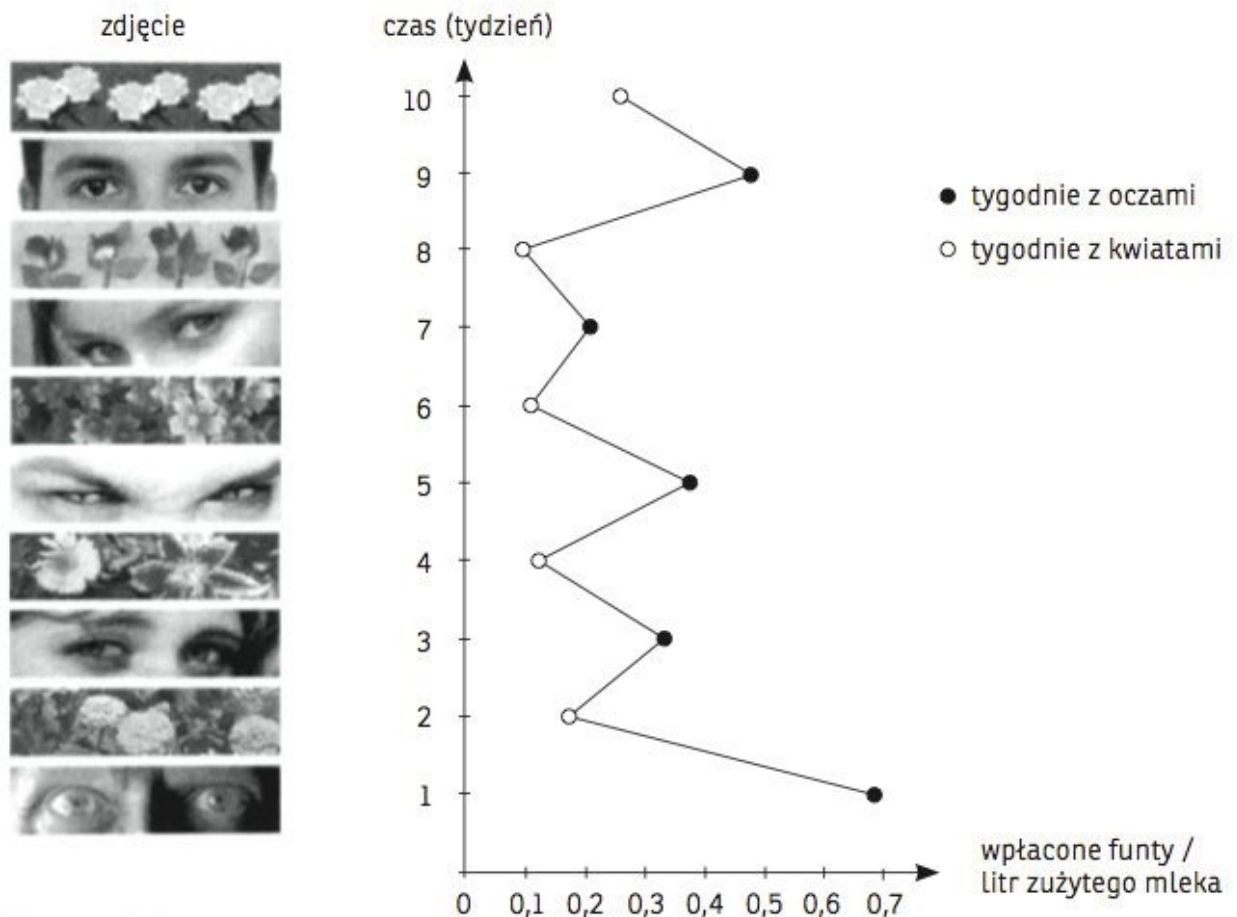 zdjęcie
czas (tydzień)
10
9
8
7
6
5
4
3
2
1
tygodnie z oczami
tygodnie z kwiatami
wpłacone funty /
litr zużytego mleka
0 0,1 0,2 0,3 0,4 0,5 0,6 0,7